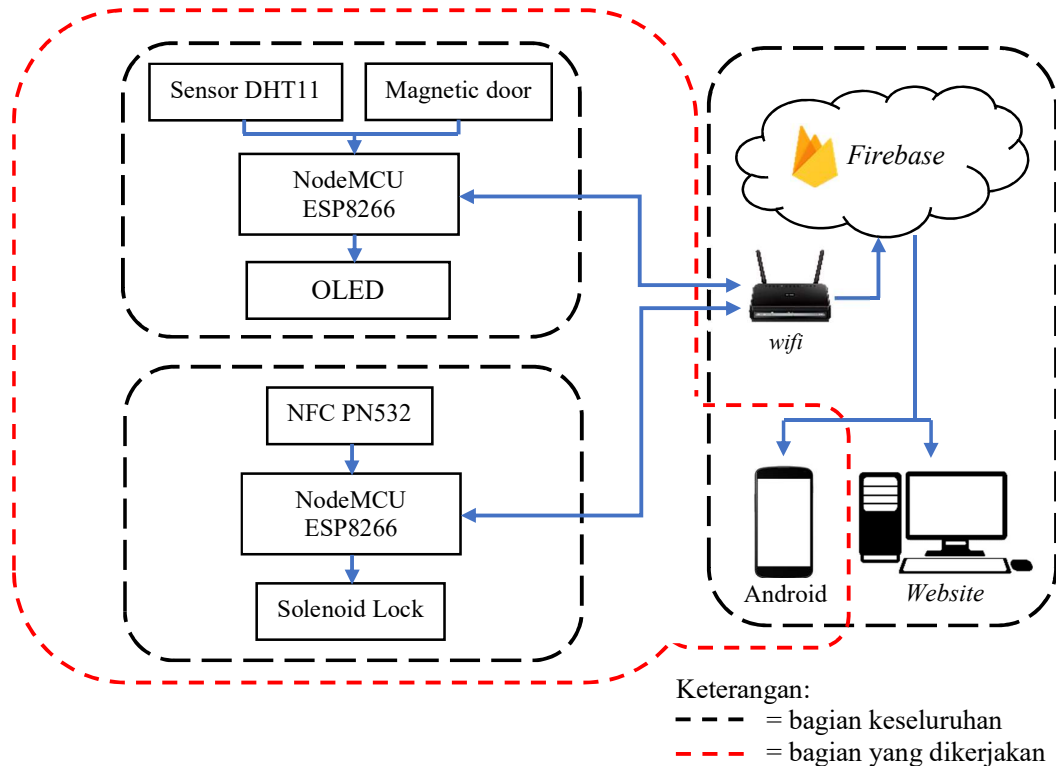 Sensor DHT11
Magnetic door
NodeMCU
ESP8266
OLED
Firebase
wifi
NFC PN532
NodeMCU
ESP8266
Solenoid Lock
Android
Website
Keterangan:
= bagian keseluruhan
= bagian yang dikerjakan